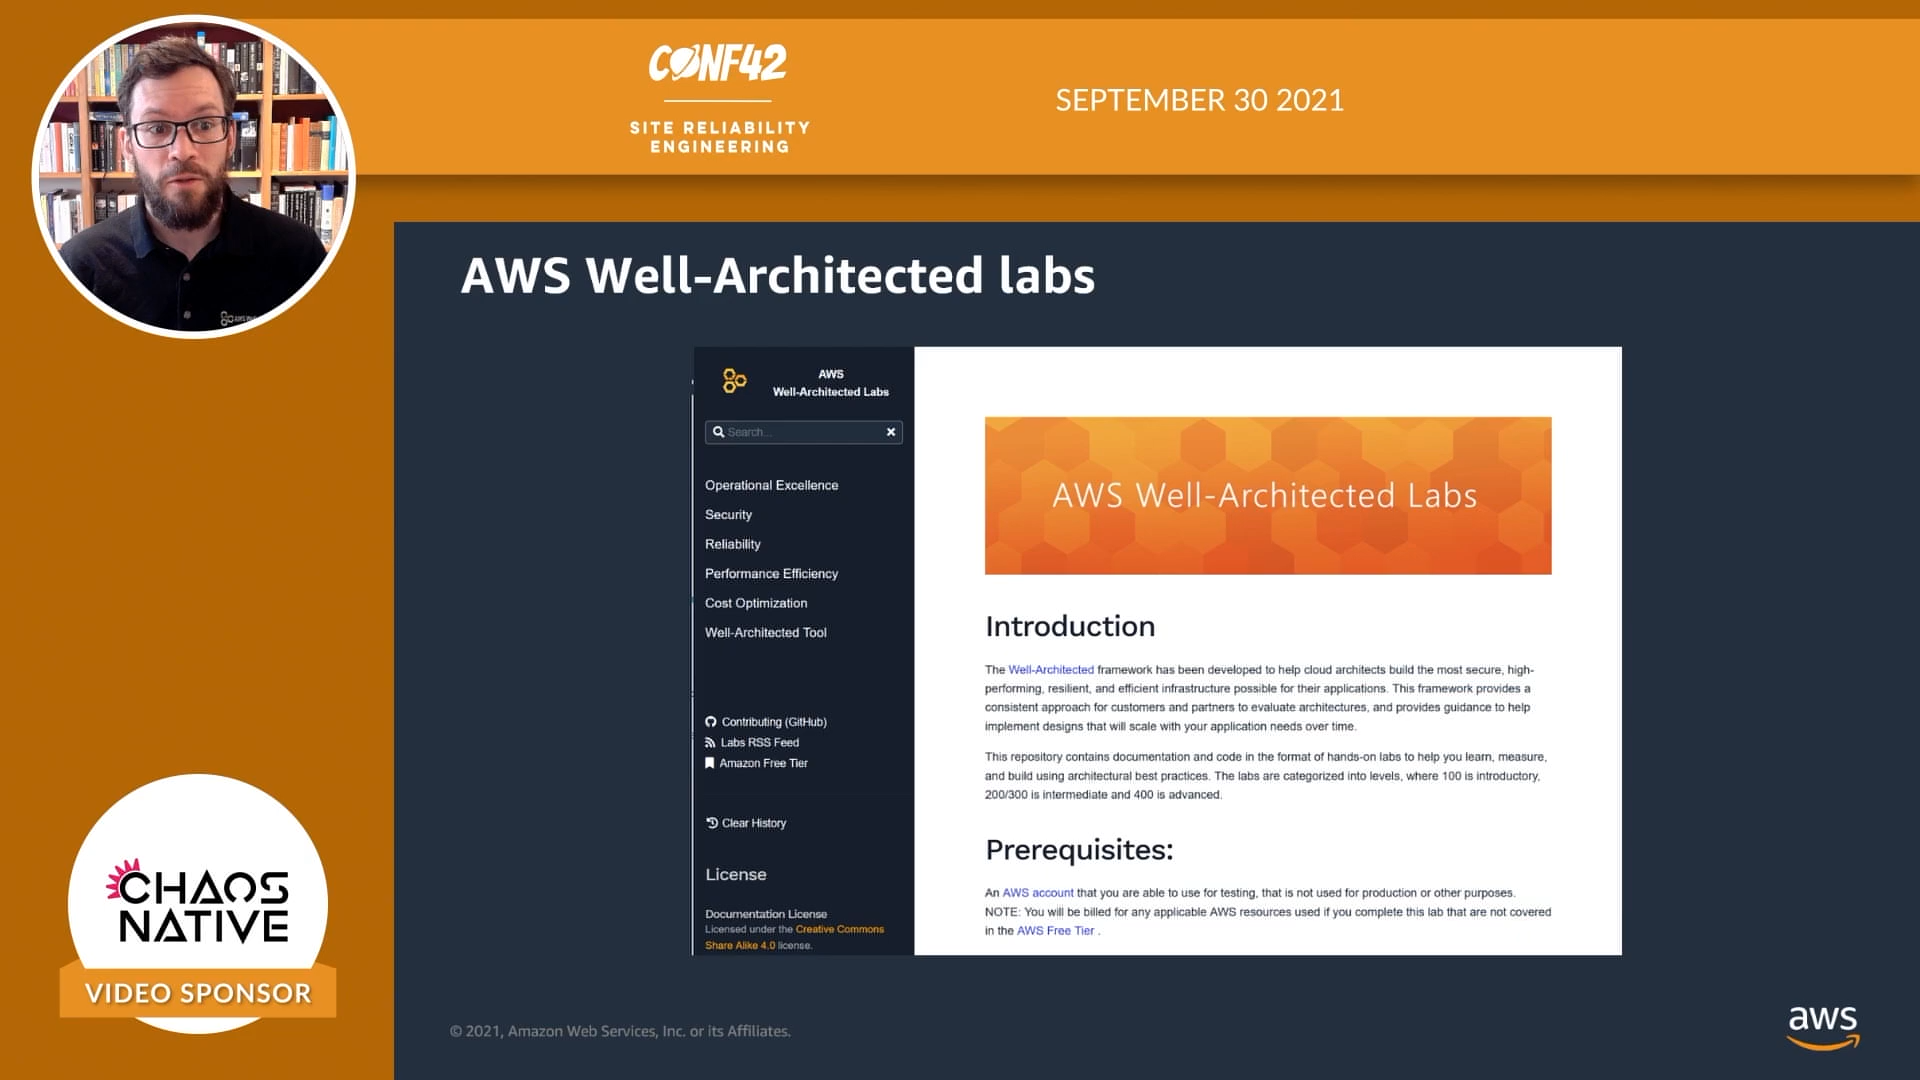 CONF42
SITE RELIABILITY
ENGINEERING
SEPTEMBER 30 2021
AWS Well-Architected labs
AWS
Well-Architected Labs
Search...
Operational Excellence
Security
Reliability
Performance Efficiency
Cost Optimization
Well-Architected Tool
Contributing (GitHub)
Labs RSS Feed
Amazon Free Tier
Clear History
License
Documentation License
Licensed under the Creative Commons
Share Alike 4.0 license.
AWS Well-Architected Labs
Introduction
The Well-Architected framework has been developed to help cloud architects build the most secure, high-
performing, resilient, and efficient infrastructure possible for their applications. This framework provides a
consistent approach for customers and partners to evaluate architectures, and provides guidance to help
implement designs that will scale with your application needs over time.
This repository contains documentation and code in the format of hands-on labs to help you learn, measure,
and build using architectural best practices. The labs are categorized into levels, where 100 is introductory,
200/300 is intermediate and 400 is advanced.
Prerequisites:
An AWS account that you are able to use for testing, that is not used for production or other purposes.
NOTE: You will be billed for any applicable AWS resources used if you complete this lab that are not covered
in the AWS Free Tier .
CHAOS
NATIVE
VIDEO SPONSOR
© 2021, Amazon Web Services, Inc. or its Affiliates.
aws